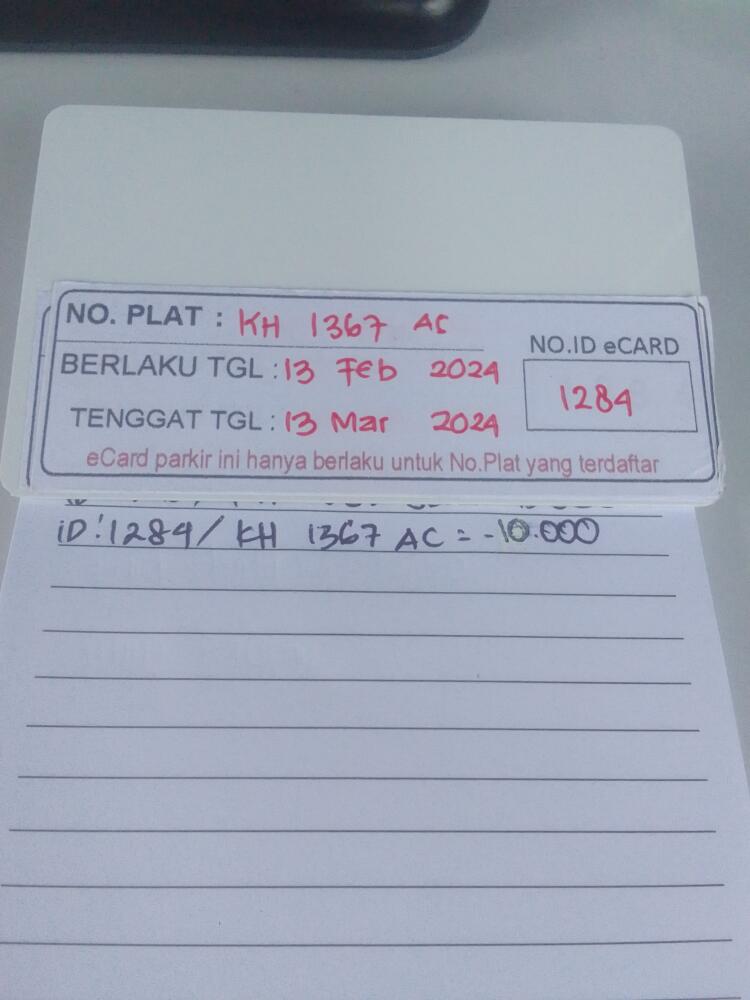 NO. PLAT : KH 1367 AC
BERLAKU TGL : 13 Feb 2024
TENGGAT TGL : 13 Mar 2024
NO.ID eCARD
1284
eCard parkir ini hanya berlaku untuk No.Plat yang terdaftar
iD:1284/ KH 1367 AC = -10.000